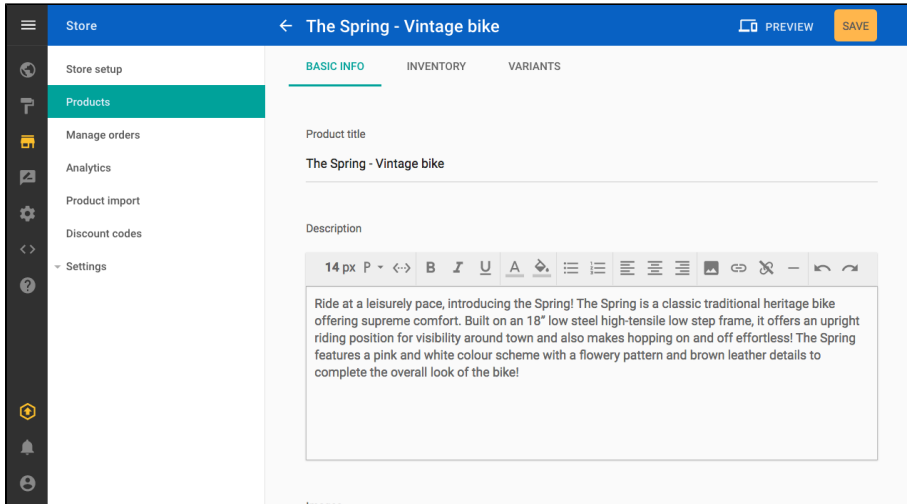 Store
The Spring - Vintage bike
PREVIEW
SAVE
Store setup
Products
Manage orders
Analytics
Product import
Discount codes
Settings
BASIC INFO
INVENTORY
VARIANTS
Product title
The Spring - Vintage bike
Description
14 px P
B I U A
Ride at a leisurely pace, introducing the Spring! The Spring is a classic traditional heritage bike
offering supreme comfort. Built on an 18” low steel high-tensile low step frame, it offers an upright
riding position for visibility around town and also makes hopping on and off effortless! The Spring
features a pink and white colour scheme with a flowery pattern and brown leather details to
complete the overall look of the bike!